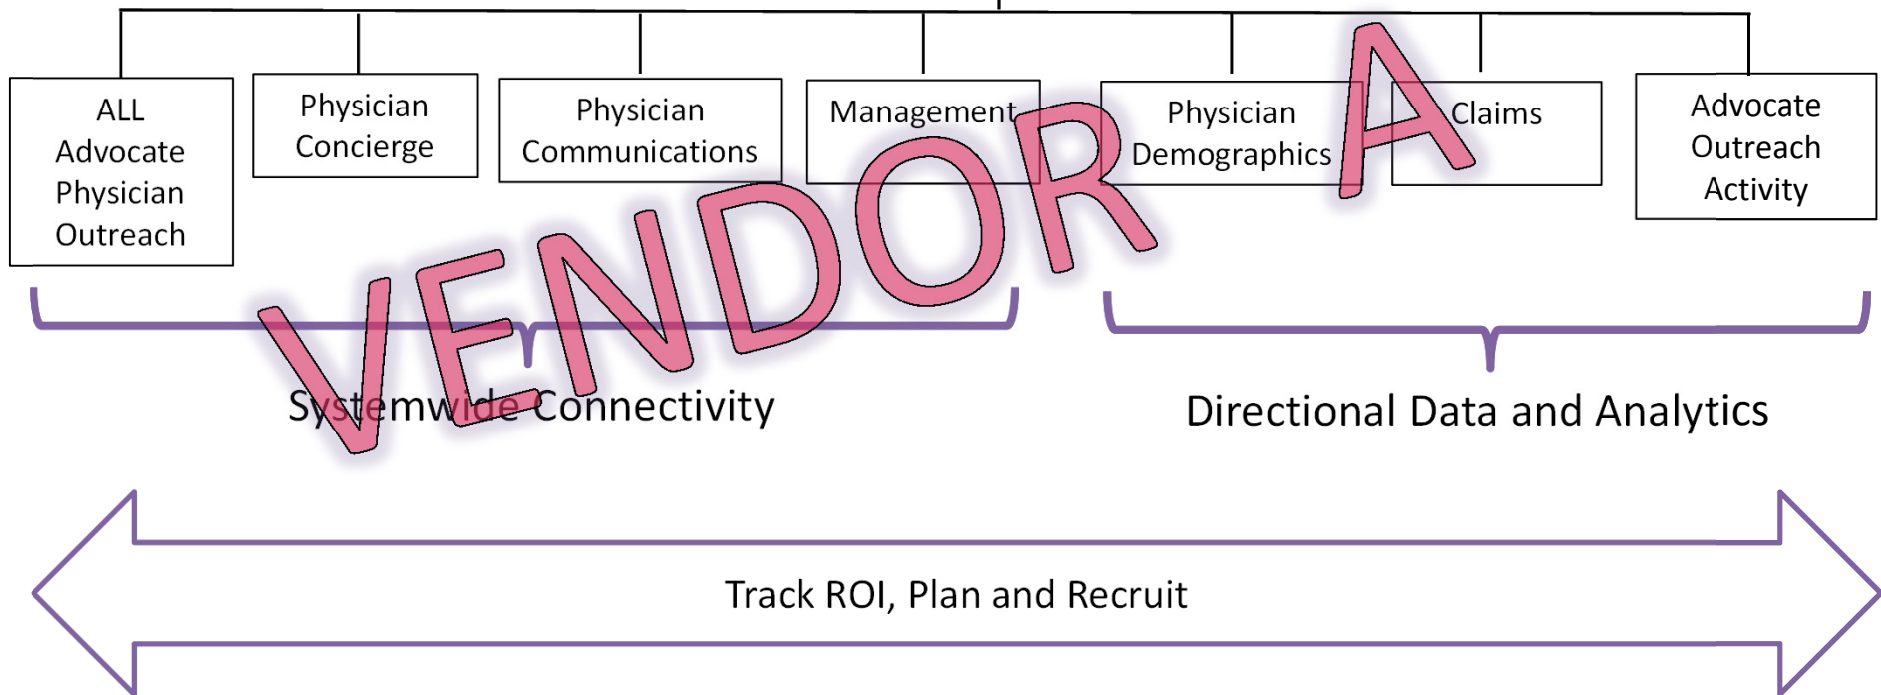 ALL
Advocate
Physician
Outreach
Physician
Concierge
Physician
Communications
Management
Physician
Demographics
Claims
Advocate
Outreach
Activity
VENDOR A
Systemwide Connectivity
Directional Data and Analytics
Track ROI, Plan and Recruit